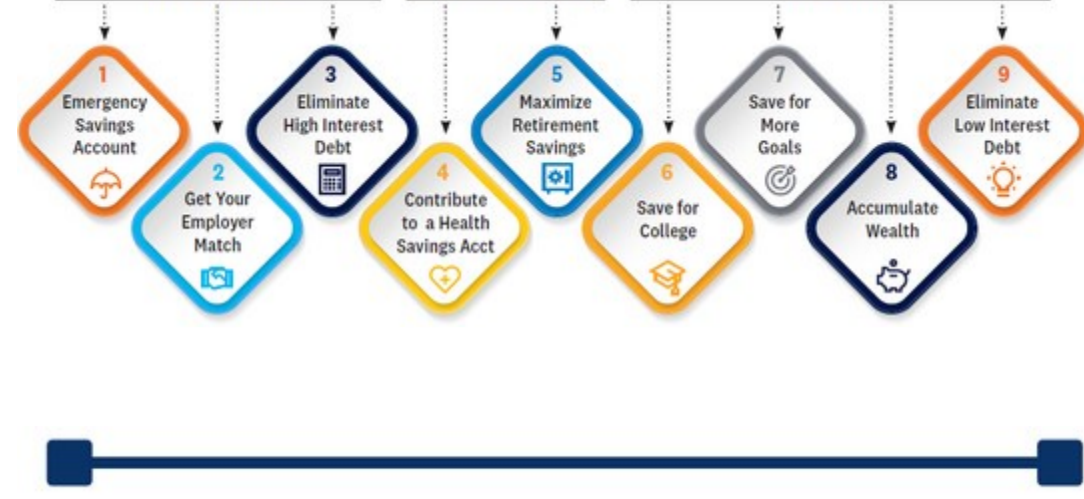 1
Emergency
Savings
Account
2
Get Your
Employer
Match
3
Eliminate
High Interest
Debt
4
Contribute
to a Health
Savings Acct
5
Maximize
Retirement
Savings
6
Save for
College
7
Save for
More
Goals
8
Accumulate
Wealth
9
Eliminate
Low Interest
Debt